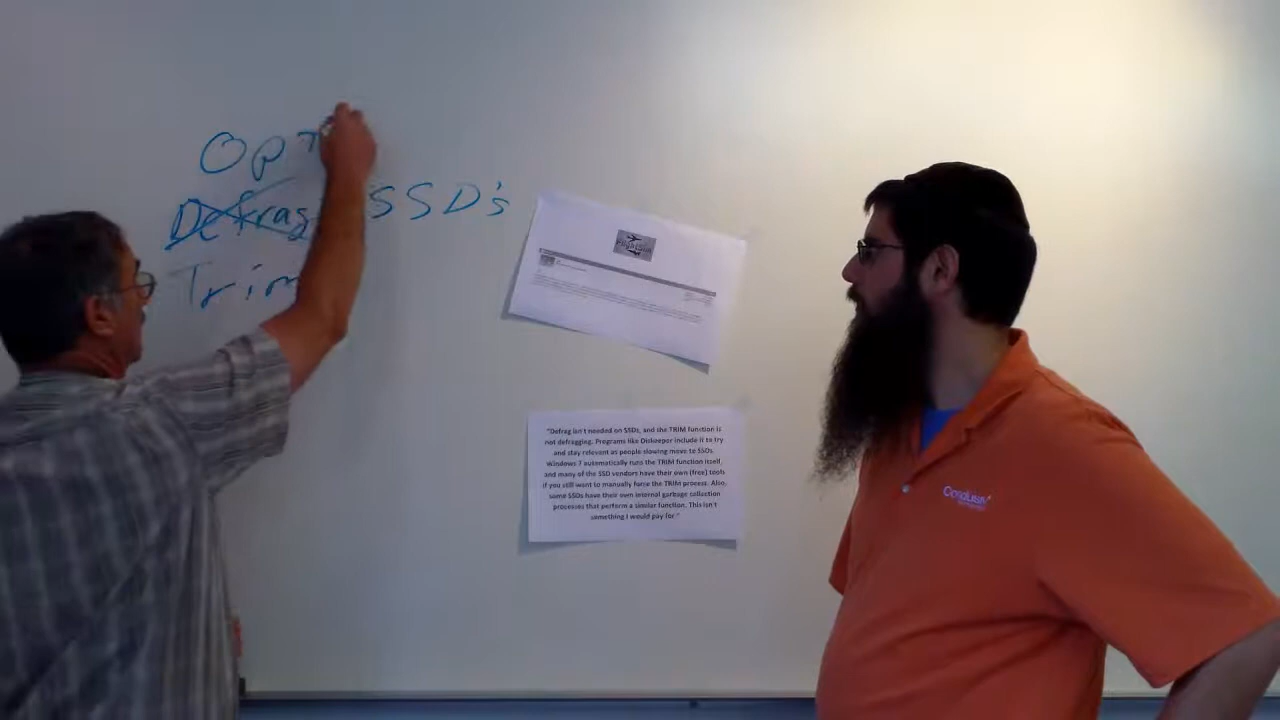 Opt
Defrag SSD's
Trim
"Defrag isn't needed on SSDs, and the TRIM function is
not defragging. Programs like Diskeeper include it to try
and stay relevant as people slowing move to SSDs.
Windows 7 automatically runs the TRIM function itself
and many of the SSD vendors have their own (free) tools
if you still want to manually force the TRIM process. Also,
some SSDs have their own internal garbage collection
processes that perform a similar function. This isn't
something I would pay for"
Condusiv